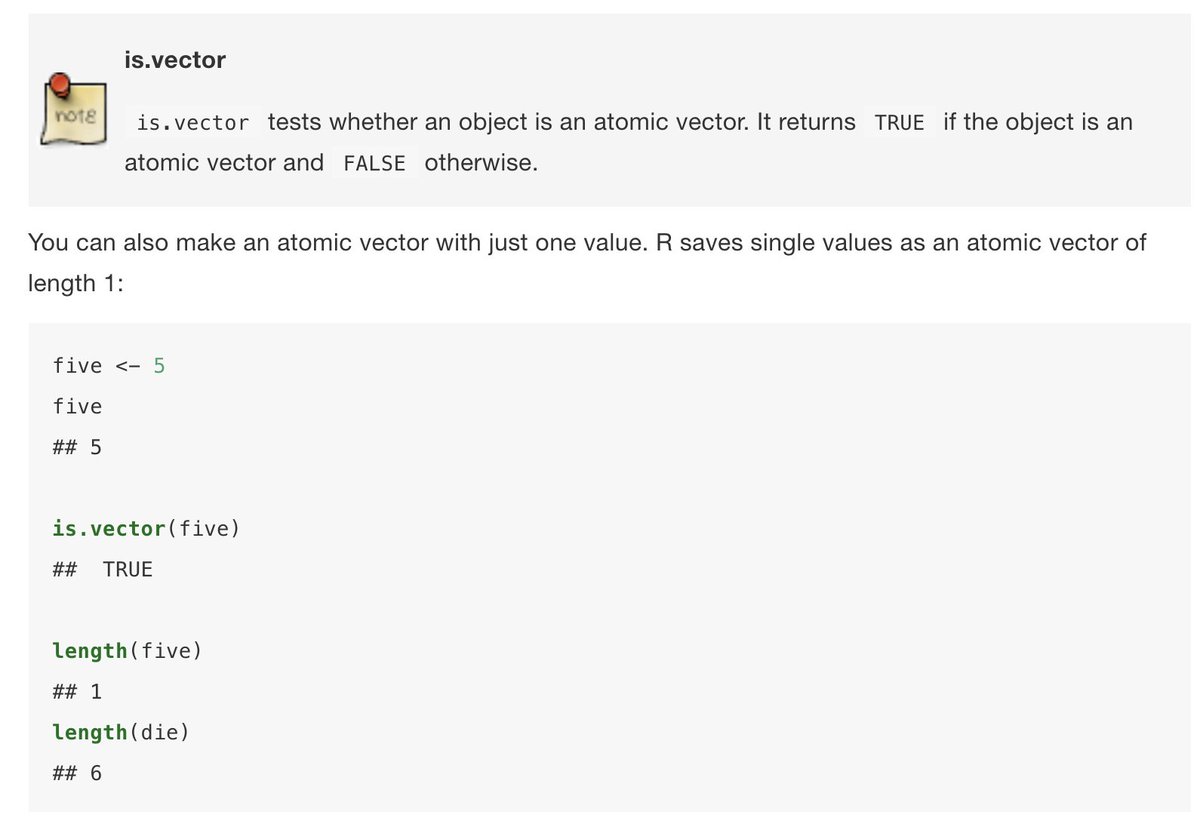 is.vector
note
is.vector tests whether an object is an atomic vector. It returns TRUE if the object is an
atomic vector and FALSE otherwise.
You can also make an atomic vector with just one value. R saves single values as an atomic vector of
length 1:
five <- 5
five
## 5
is.vector(five)
##  TRUE
length(five)
## 1
length(die)
## 6